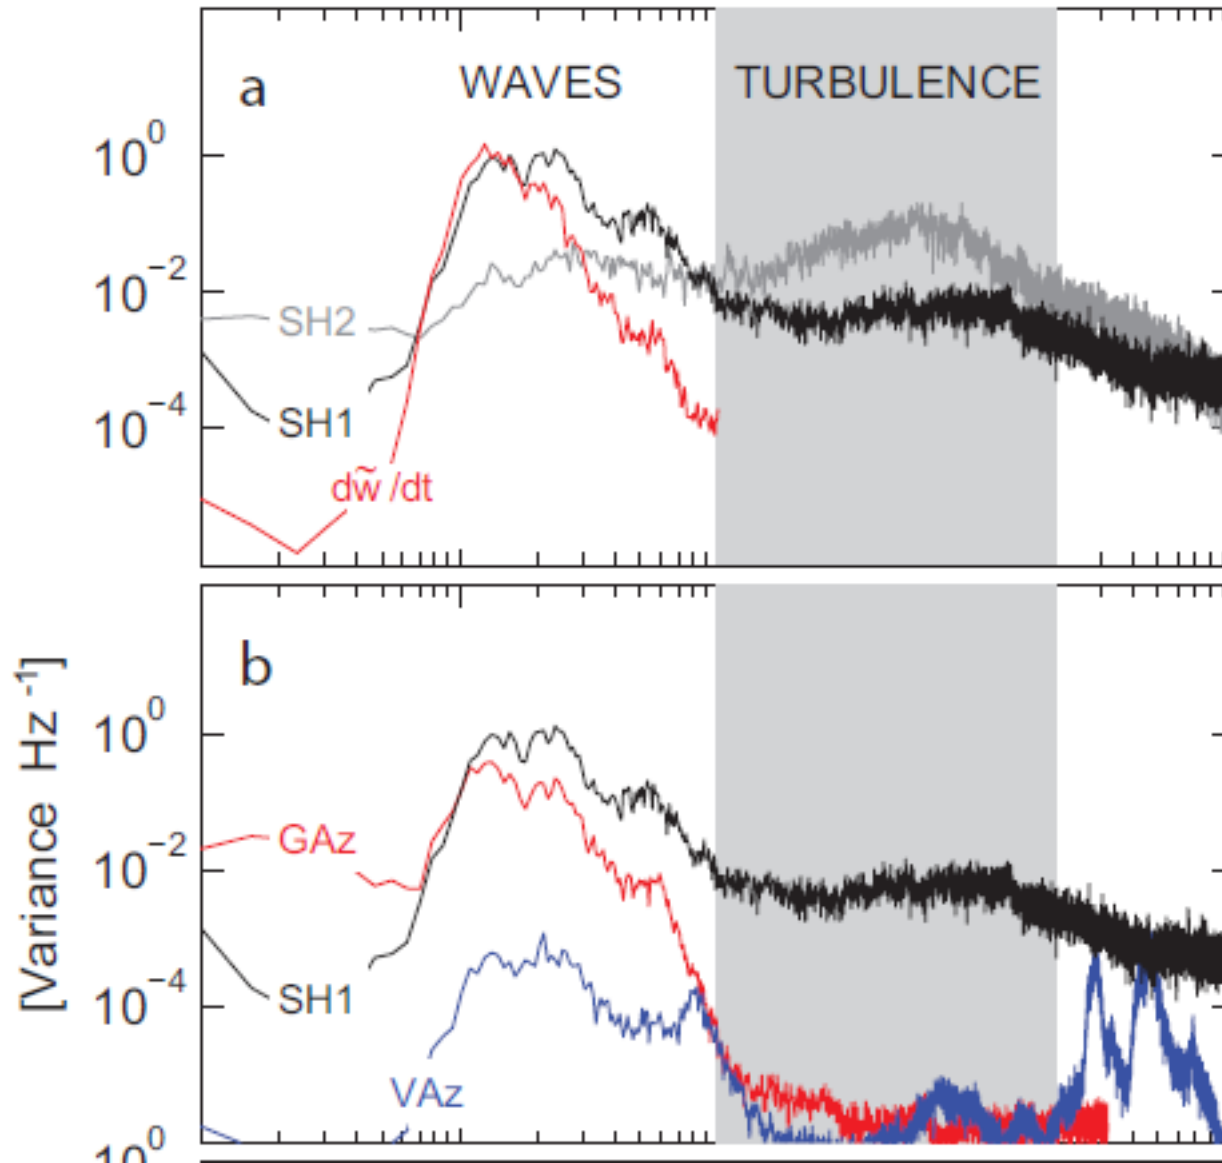 a
WAVES
TURBULENCE
10⁰
10⁻²
SH2
SH1
10⁻⁴
dw̃/dt
b
[Variance Hz⁻¹]
10⁰
GAz
10⁻²
SH1
10⁻⁴
VAz
10⁰